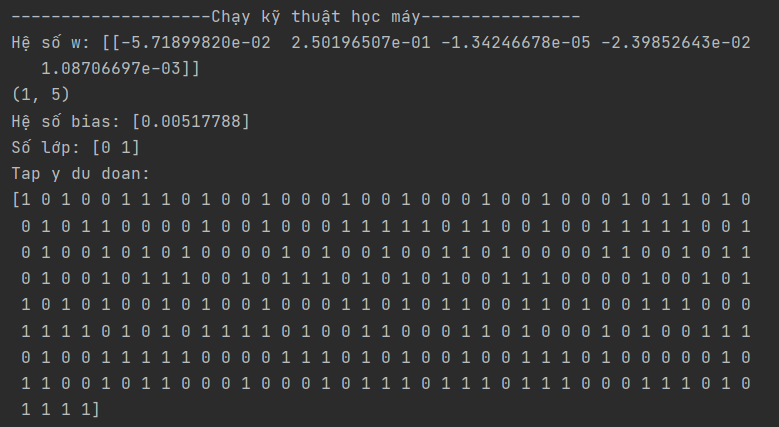 --------------------Chạy kỹ thuật học máy----------------
Hệ số w: [[-5.71899820e-02  2.50196507e-01 -1.34246678e-05 -2.39852643e-02
   1.08706697e-03]]
(1, 5)
Hệ số bias: [0.00517788]
Số lớp: [0 1]
Tap y du doan:
[1 0 1 0 0 1 1 1 0 1 0 0 1 0 0 0 1 0 0 1 0 0 0 1 0 0 1 0 0 0 1 0 1 1 0 1 0
 0 1 0 1 1 0 0 0 0 1 0 0 1 0 0 0 1 1 1 1 1 0 1 1 0 0 1 0 0 1 1 1 1 1 0 0 1
 0 1 0 0 1 0 1 0 1 0 0 0 0 1 0 1 0 0 1 0 0 1 1 0 1 0 0 0 0 1 1 0 0 1 0 1 1
 0 1 0 0 1 0 1 1 1 0 0 1 0 1 1 1 0 1 0 1 0 1 0 0 1 1 1 0 0 0 0 1 0 0 1 0 1
 1 0 1 0 1 0 0 1 0 1 0 0 1 0 0 0 1 1 0 1 0 1 1 0 0 1 1 0 1 0 0 1 1 1 0 0 0
 1 1 1 1 0 1 0 1 0 1 1 1 1 0 1 0 0 1 1 0 0 0 1 1 0 1 0 0 0 1 0 1 0 0 1 1 1
 0 1 0 0 1 1 1 1 1 0 0 0 0 1 1 1 0 1 0 1 0 0 1 0 0 1 1 1 0 1 0 0 0 0 0 1 0
 1 1 0 0 1 0 1 1 0 0 0 1 0 0 0 1 0 1 1 1 0 1 1 1 0 1 1 1 0 0 0 1 1 1 0 1 0
 1 1 1 1]